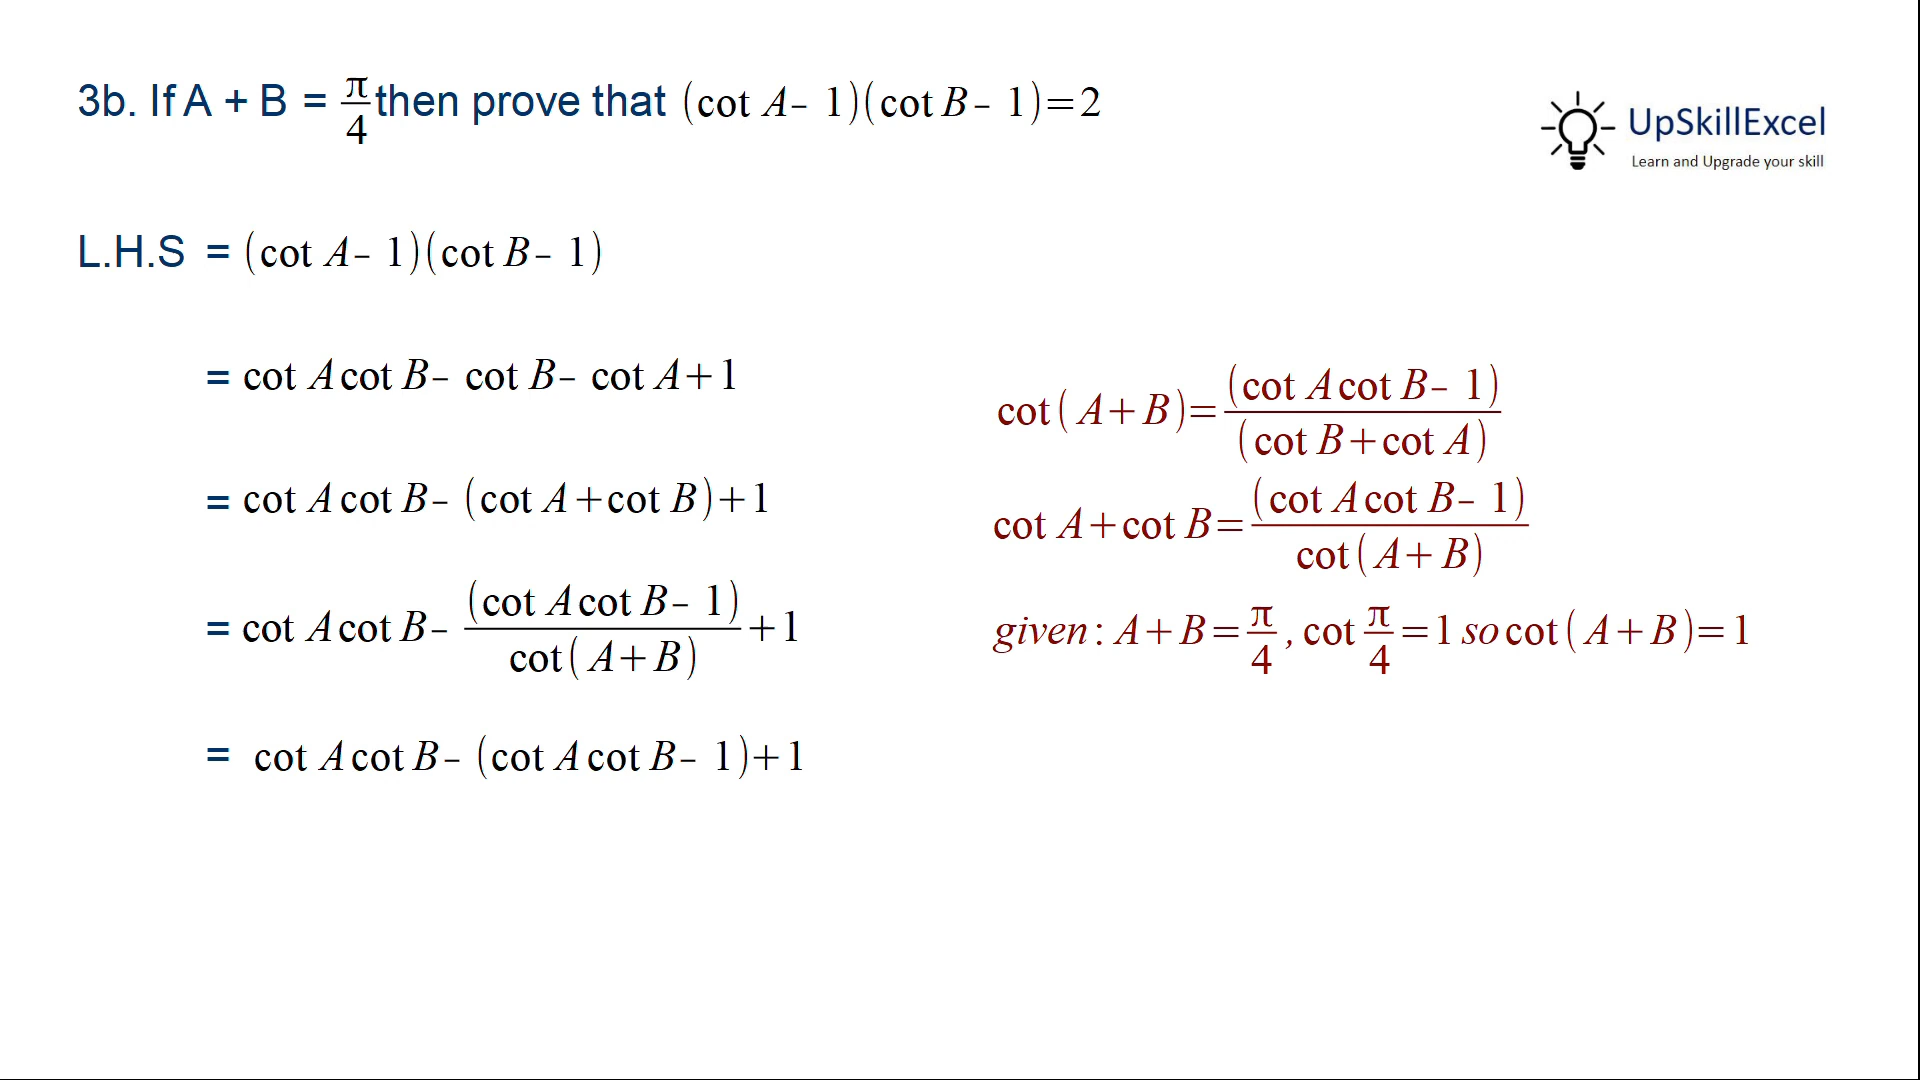 3b. If A + B = π/4 then prove that (cot A – 1)(cot B – 1)=2
UpSkillExcel
Learn and Upgrade your skill
L.H.S = (cot A – 1)(cot B – 1)
= cot A cot B – cot B – cot A+1
= cot A cot B – (cot A+cot B)+1
= cot A cot B – (cot A cot B – 1)/cot(A+B) +1
= cot A cot B – (cot A cot B – 1)+1
cot(A+B)=(cot A cot B – 1)/(cot B+cot A)
cot A+cot B=(cot A cot B – 1)/cot(A+B)
given: A+B=π/4, cot π/4=1 so cot(A+B)=1